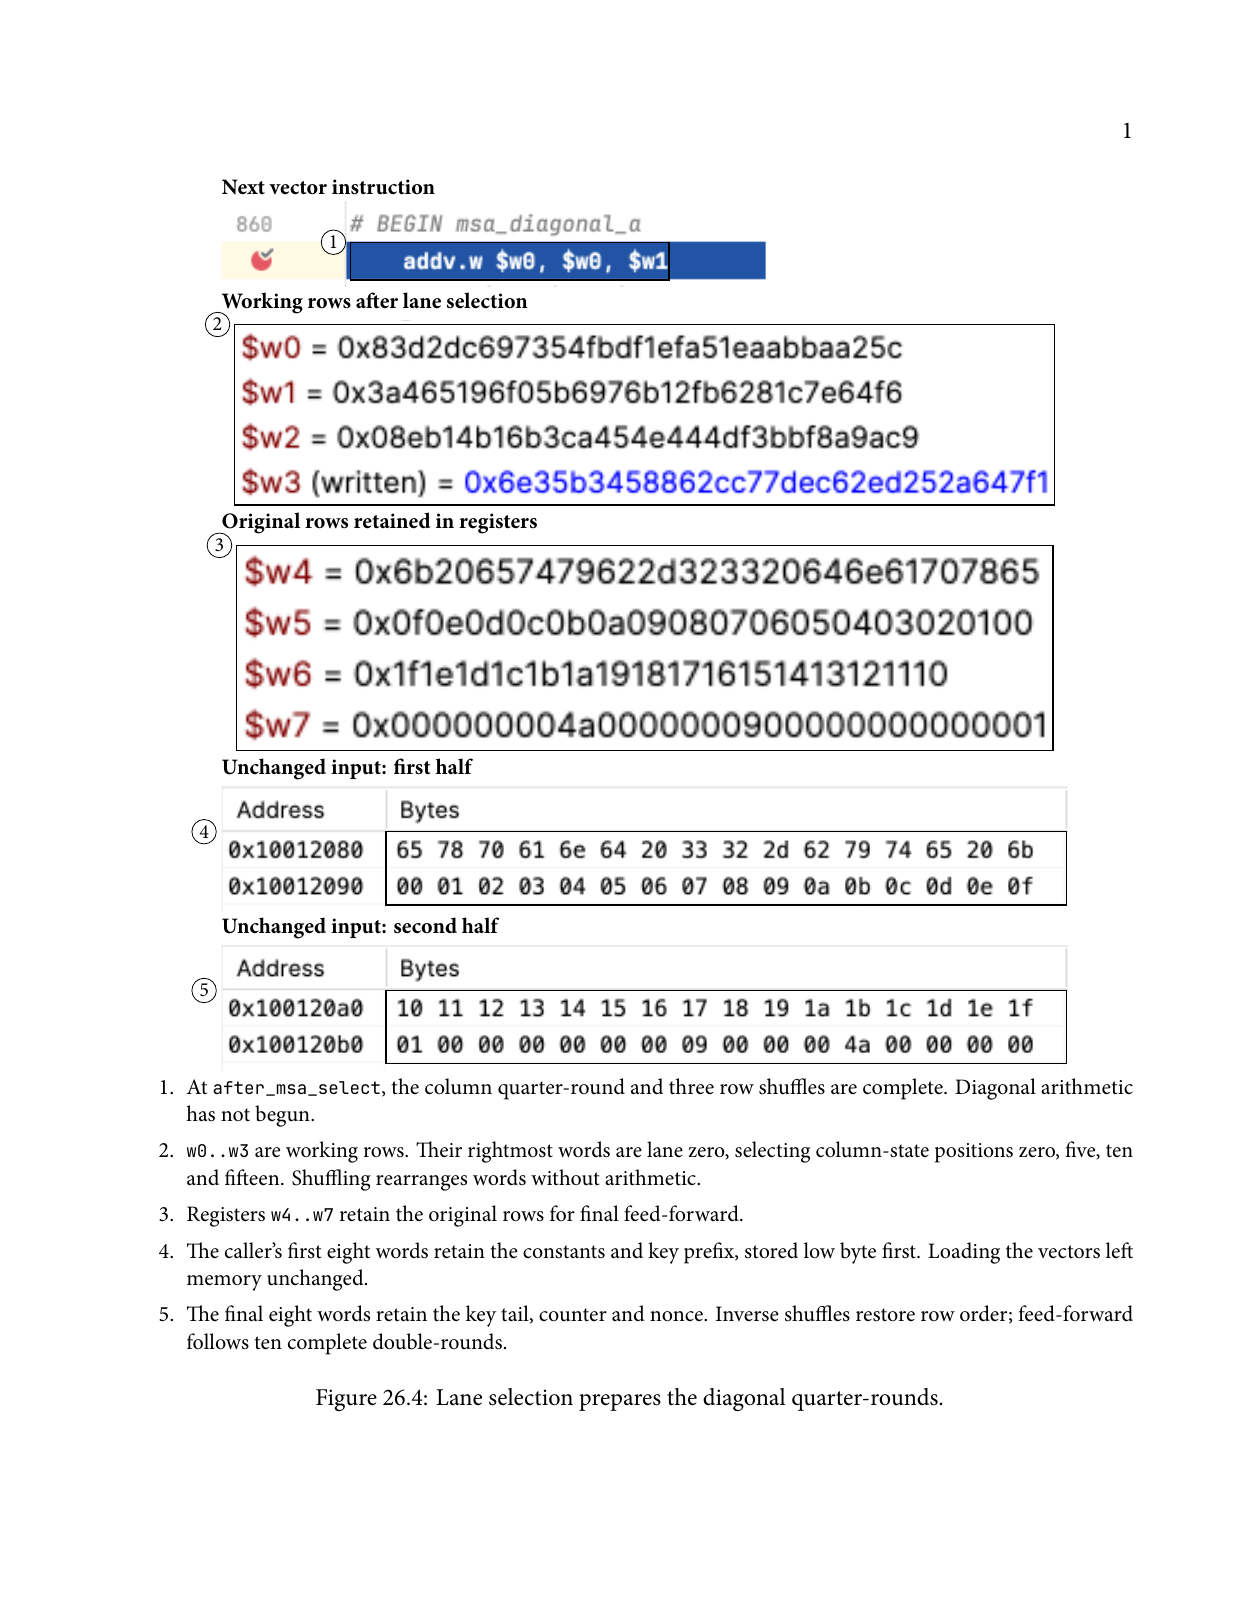 1
Next vector instruction
860 # BEGIN msa_diagonal_a
1 addv.w $w0, $w0, $w1
Working rows after lane selection
2
$w0 = 0x83d2dc697354fbdf1efa51eaabbaa25c
$w1 = 0x3a465196f05b6976b12fb6281c7e64f6
$w2 = 0x08eb14b16b3ca454e444df3bbf8a9ac9
$w3 (written) = 0x6e35b3458862cc77dec62ed252a647f1
Original rows retained in registers
3
$w4 = 0x6b20657479622d323320646e61707865
$w5 = 0x0f0e0d0c0b0a09080706050403020100
$w6 = 0x1f1e1d1c1b1a19181716151413121110
$w7 = 0x000000004a0000000900000000000001
Unchanged input: first half
Address Bytes
4
0x10012080 65 78 70 61 6e 64 20 33 32 2d 62 79 74 65 20 6b
0x10012090 00 01 02 03 04 05 06 07 08 09 0a 0b 0c 0d 0e 0f
Unchanged input: second half
Address Bytes
5
0x100120a0 10 11 12 13 14 15 16 17 18 19 1a 1b 1c 1d 1e 1f
0x100120b0 01 00 00 00 00 00 00 09 00 00 00 4a 00 00 00 00
1. At after_msa_select, the column quarter-round and three row shuffles are complete. Diagonal arithmetic
has not begun.
2. w0..w3 are working rows. Their rightmost words are lane zero, selecting column-state positions zero, five, ten
and fifteen. Shuffling rearranges words without arithmetic.
3. Registers w4..w7 retain the original rows for final feed-forward.
4. The caller's first eight words retain the constants and key prefix, stored low byte first. Loading the vectors left
memory unchanged.
5. The final eight words retain the key tail, counter and nonce. Inverse shuffles restore row order; feed-forward
follows ten complete double-rounds.
Figure 26.4: Lane selection prepares the diagonal quarter-rounds.